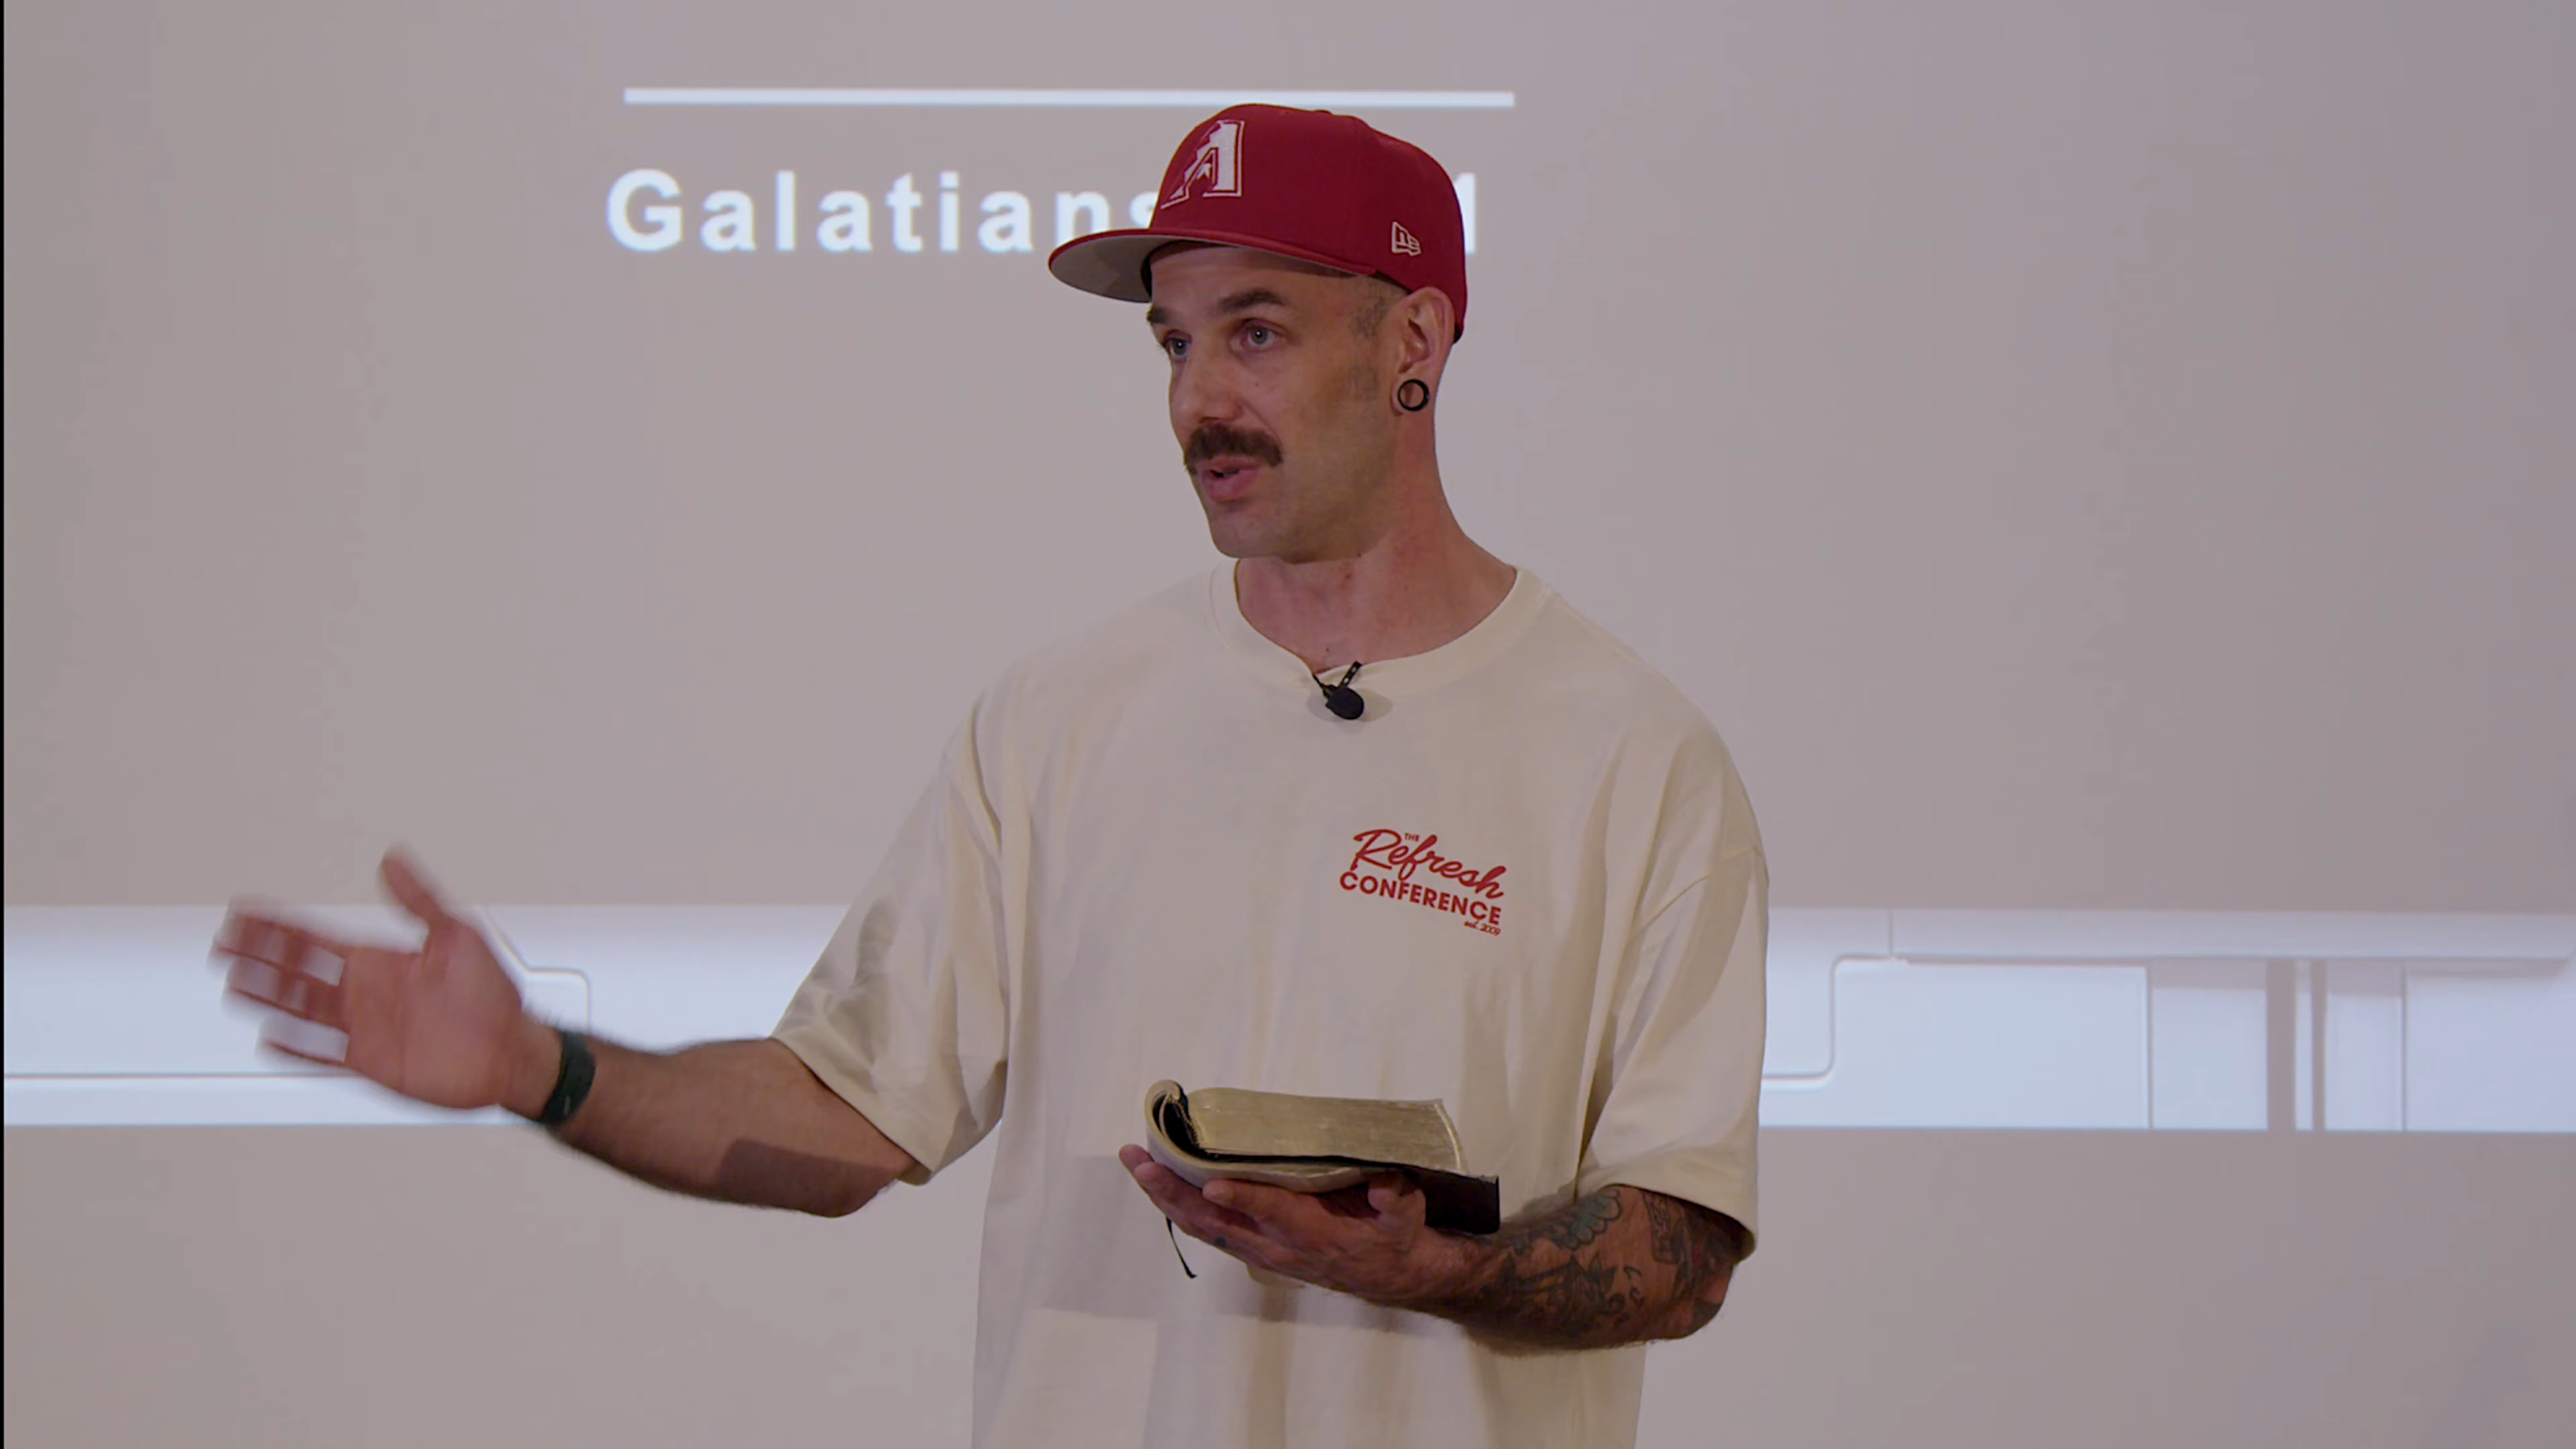 Galatians
A
THE
Refresh
CONFERENCE
est. 2009